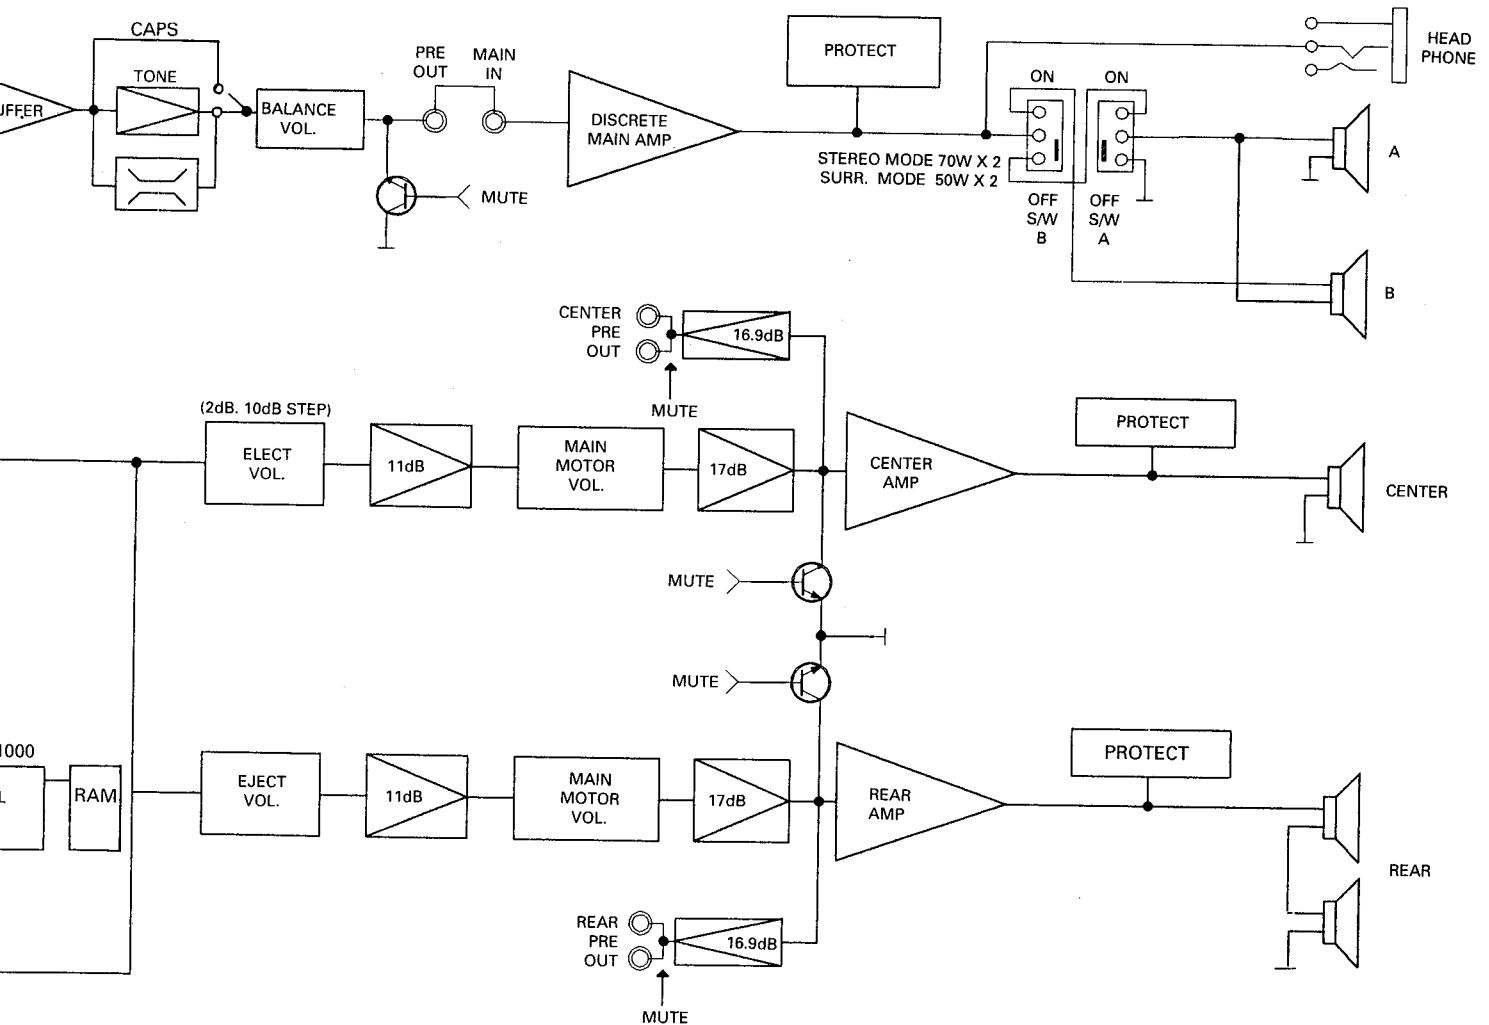 CAPS
TONE
UFFER
BALANCE
VOL.
PRE
OUT
MAIN
IN
MUTE
DISCRETE
MAIN AMP
PROTECT
STEREO MODE 70W X 2
SURR. MODE 50W X 2
ON
ON
OFF
S/W
B
OFF
S/W
A
HEAD
PHONE
A
B
CENTER
PRE
OUT
16.9dB
MUTE
(2dB. 10dB STEP)
ELECT
VOL.
11dB
MAIN
MOTOR
VOL.
17dB
CENTER
AMP
PROTECT
CENTER
MUTE
MUTE
1000
L
RAM
EJECT
VOL.
11dB
MAIN
MOTOR
VOL.
17dB
REAR
AMP
PROTECT
REAR
REAR
PRE
OUT
16.9dB
MUTE